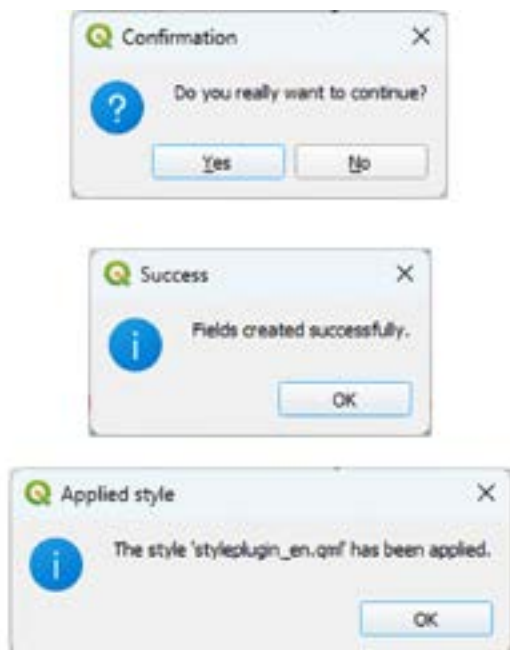 Confirmation
Do you really want to continue?
Yes
No
Success
Fields created successfully.
OK
Applied style
The style 'styleplugin_en.qml' has been applied.
OK